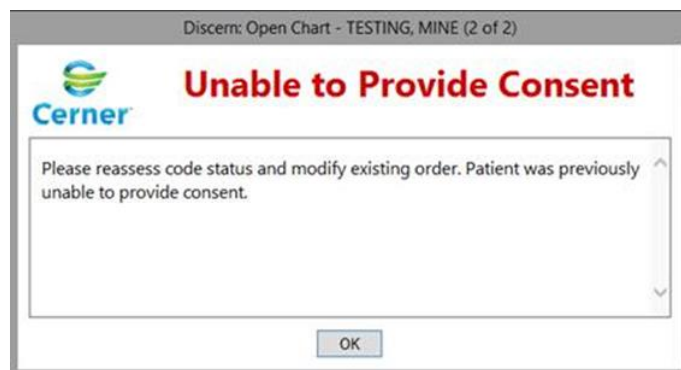 Discern: Open Chart - TESTING, MINE (2 of 2)
Cerner
Unable to Provide Consent
Please reassess code status and modify existing order. Patient was previously
unable to provide consent.
OK